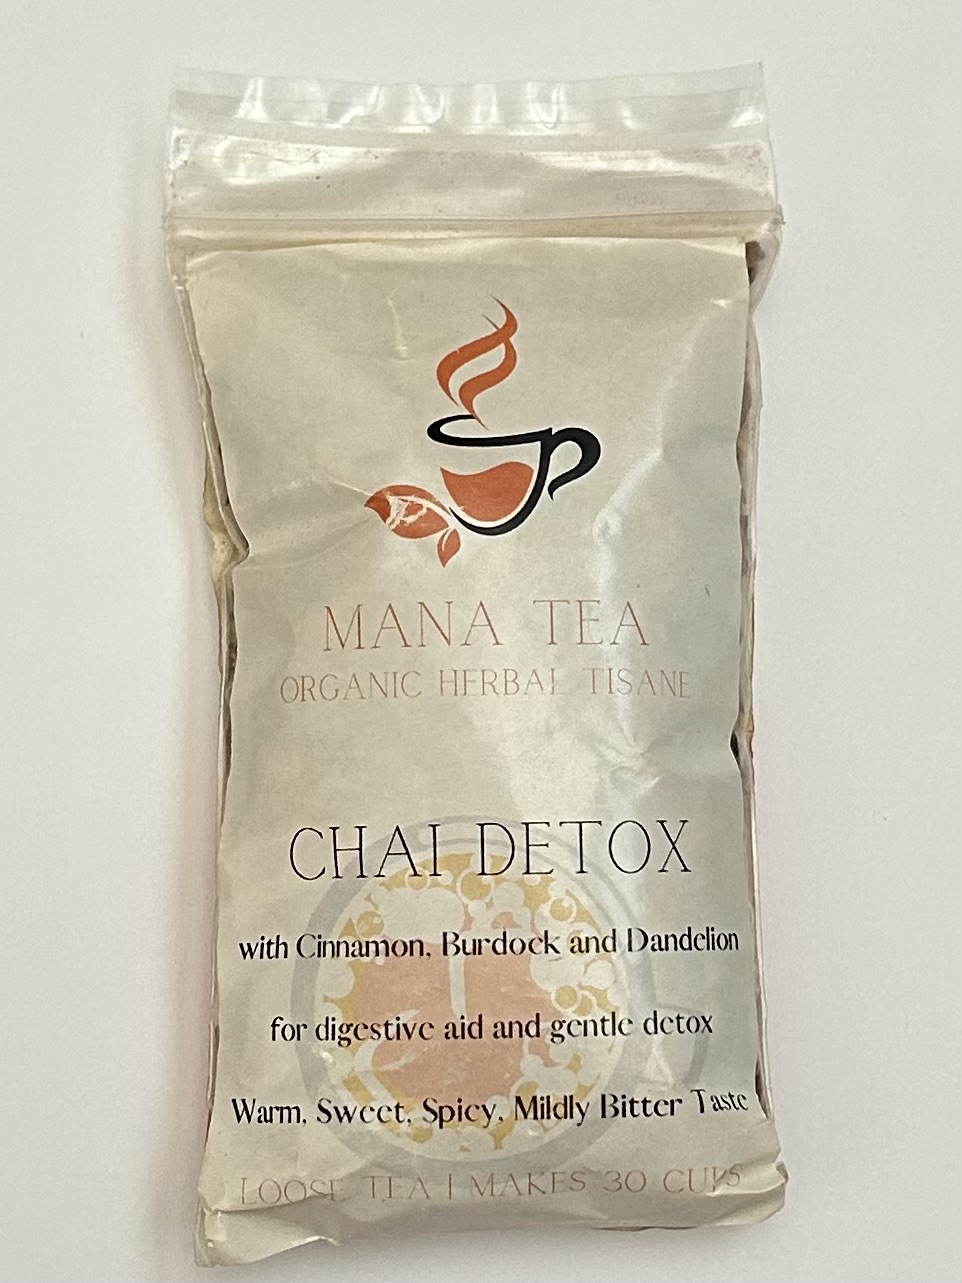 MANA TEA
ORGANIC HERBAL TISANE
CHAI DETOX
with Cinnamon, Burdock and Dandelion
for digestive aid and gentle detox
Warm, Sweet, Spicy, Mildly Bitter Taste
LOOSE TEA | MAKES 30 CUPS